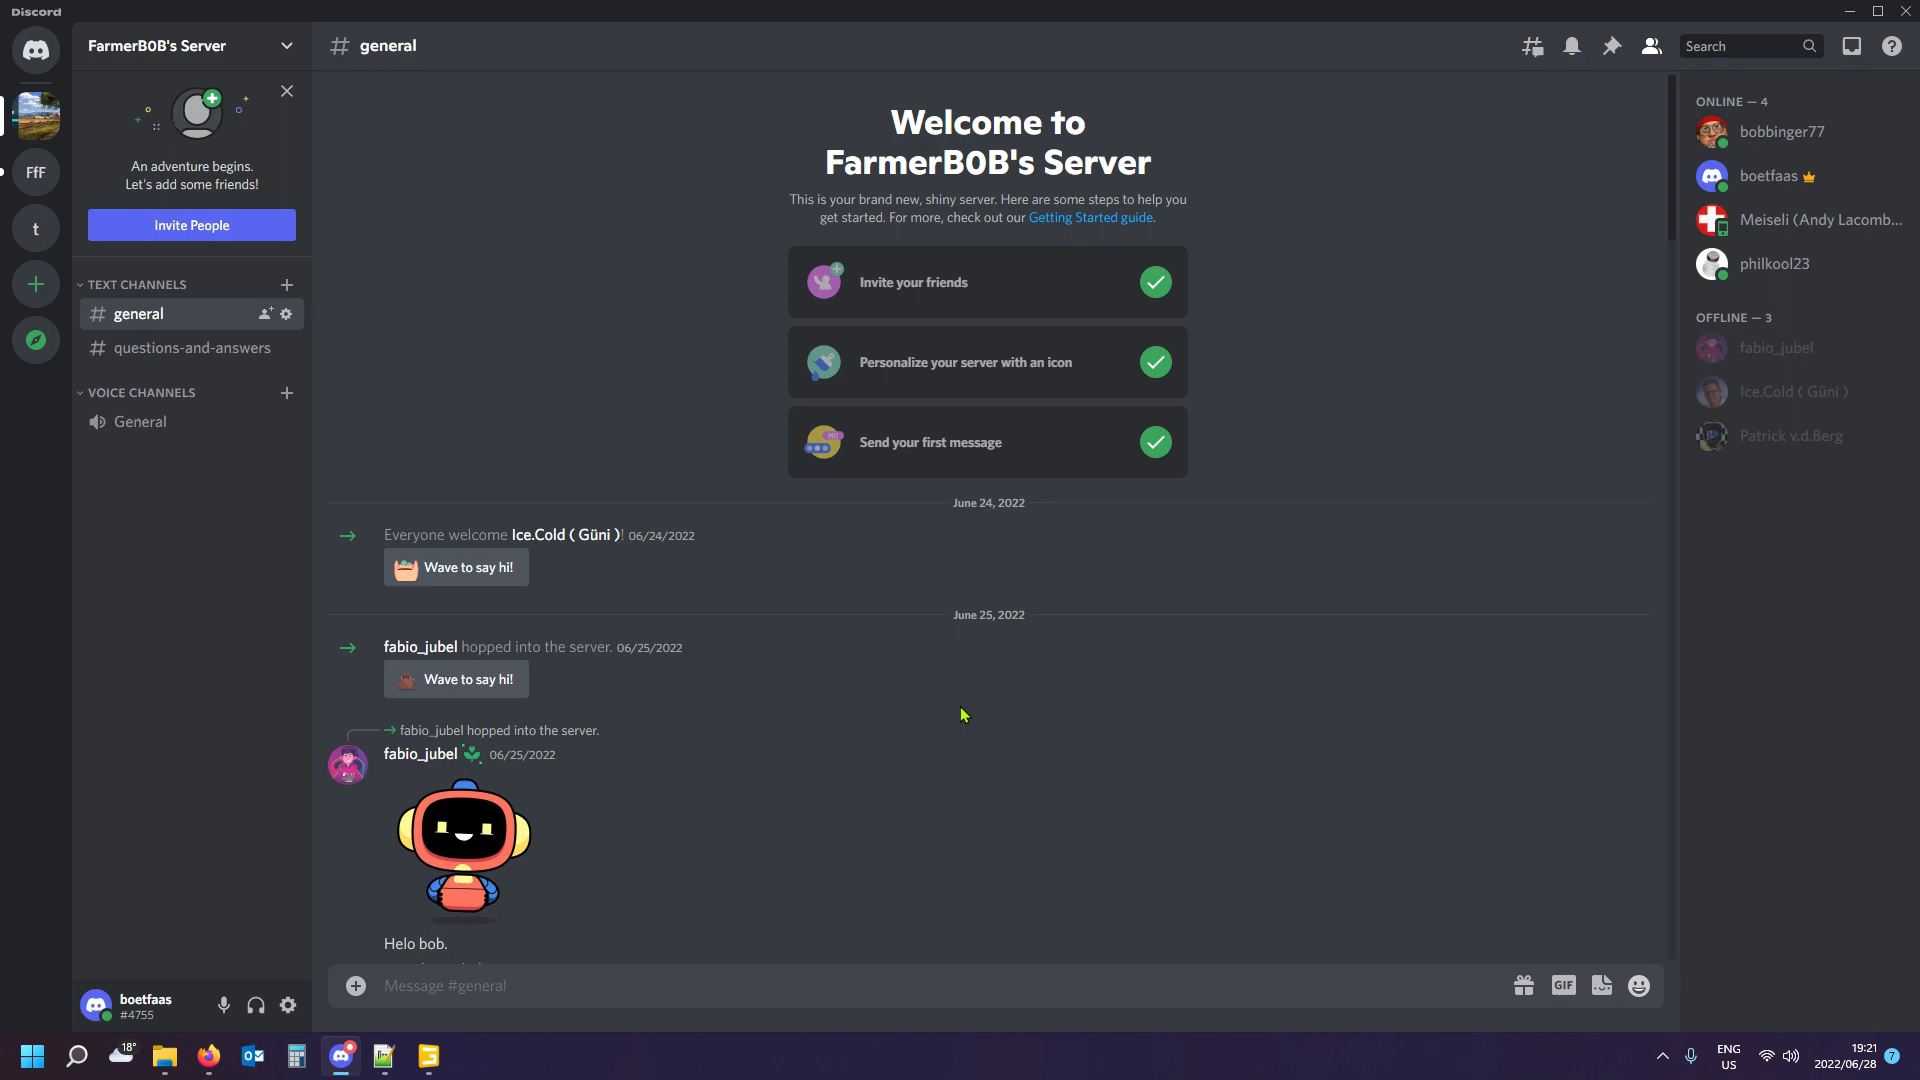 Discord
FarmerB0B's Server
general
Search
An adventure begins.
Let's add some friends!
Invite People
FfF
t
TEXT CHANNELS
general
questions-and-answers
VOICE CHANNELS
General
Welcome to
FarmerB0B's Server
This is your brand new, shiny server. Here are some steps to help you
get started. For more, check out our Getting Started guide.
Invite your friends
Personalize your server with an icon
Send your first message
June 24, 2022
Everyone welcome Ice.Cold ( Güni )! 06/24/2022
Wave to say hi!
June 25, 2022
fabio_jubel hopped into the server. 06/25/2022
Wave to say hi!
fabio_jubel hopped into the server.
fabio_jubel 06/25/2022
Helo bob.
Message #general
GIF
ONLINE — 4
bobbinger77
boetfaas
Meiseli (Andy Lacomb...
philkool23
OFFLINE — 3
fabio_jubel
Ice.Cold ( Güni )
Patrick v.d.Berg
boetfaas
#4755
18°
ENG
US
19:21
2022/06/28
7